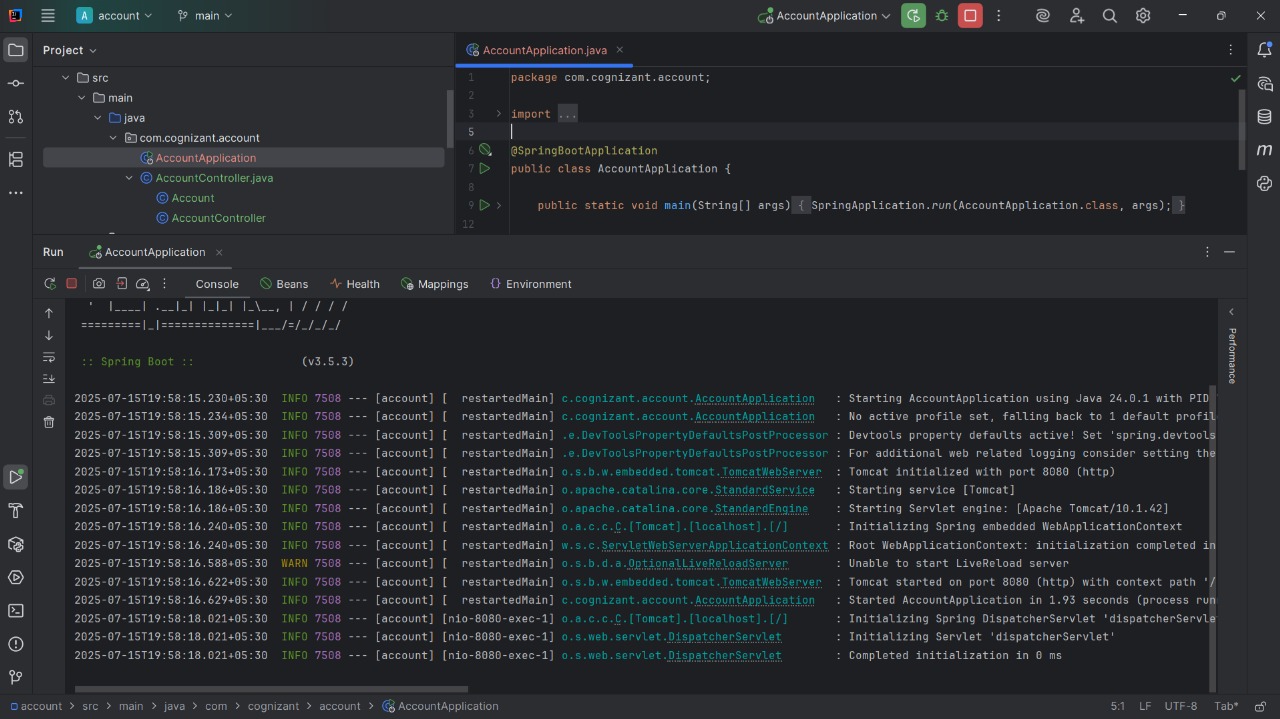 A account main AccountApplication
Project
src
main
java
com.cognizant.account
AccountApplication
AccountController.java
Account
AccountController
AccountApplication.java
1 package com.cognizant.account;
2
3 import ...
5
6 @SpringBootApplication
7 public class AccountApplication {
8
9 public static void main(String[] args) { SpringApplication.run(AccountApplication.class, args); }
12
Run AccountApplication
Console Beans Health Mappings Environment
Performance
' |____| .__|_| |_|_| |_\__, | / / / /
=========|_|==============|___/=/_/_/_/
:: Spring Boot :: (v3.5.3)
2025-07-15T19:58:15.230+05:30 INFO 7508 --- [account] [ restartedMain] c.cognizant.account.AccountApplication : Starting AccountApplication using Java 24.0.1 with PID
2025-07-15T19:58:15.234+05:30 INFO 7508 --- [account] [ restartedMain] c.cognizant.account.AccountApplication : No active profile set, falling back to 1 default profil
2025-07-15T19:58:15.309+05:30 INFO 7508 --- [account] [ restartedMain] .e.DevToolsPropertyDefaultsPostProcessor : Devtools property defaults active! Set 'spring.devtools
2025-07-15T19:58:15.309+05:30 INFO 7508 --- [account] [ restartedMain] .e.DevToolsPropertyDefaultsPostProcessor : For additional web related logging consider setting the
2025-07-15T19:58:16.173+05:30 INFO 7508 --- [account] [ restartedMain] o.s.b.w.embedded.tomcat.TomcatWebServer : Tomcat initialized with port 8080 (http)
2025-07-15T19:58:16.186+05:30 INFO 7508 --- [account] [ restartedMain] o.apache.catalina.core.StandardService : Starting service [Tomcat]
2025-07-15T19:58:16.186+05:30 INFO 7508 --- [account] [ restartedMain] o.apache.catalina.core.StandardEngine : Starting Servlet engine: [Apache Tomcat/10.1.42]
2025-07-15T19:58:16.240+05:30 INFO 7508 --- [account] [ restartedMain] o.a.c.c.C.[Tomcat].[localhost].[/] : Initializing Spring embedded WebApplicationContext
2025-07-15T19:58:16.240+05:30 INFO 7508 --- [account] [ restartedMain] w.s.c.ServletWebServerApplicationContext : Root WebApplicationContext: initialization completed in
2025-07-15T19:58:16.588+05:30 WARN 7508 --- [account] [ restartedMain] o.s.b.d.a.OptionalLiveReloadServer : Unable to start LiveReload server
2025-07-15T19:58:16.622+05:30 INFO 7508 --- [account] [ restartedMain] o.s.b.w.embedded.tomcat.TomcatWebServer : Tomcat started on port 8080 (http) with context path '/
2025-07-15T19:58:16.629+05:30 INFO 7508 --- [account] [ restartedMain] c.cognizant.account.AccountApplication : Started AccountApplication in 1.93 seconds (process run
2025-07-15T19:58:18.021+05:30 INFO 7508 --- [account] [nio-8080-exec-1] o.a.c.c.C.[Tomcat].[localhost].[/] : Initializing Spring DispatcherServlet 'dispatcherServle
2025-07-15T19:58:18.021+05:30 INFO 7508 --- [account] [nio-8080-exec-1] o.s.web.servlet.DispatcherServlet : Initializing Servlet 'dispatcherServlet'
2025-07-15T19:58:18.021+05:30 INFO 7508 --- [account] [nio-8080-exec-1] o.s.web.servlet.DispatcherServlet : Completed initialization in 0 ms
account > src > main > java > com > cognizant > account > AccountApplication 5:1 LF UTF-8 Tab*